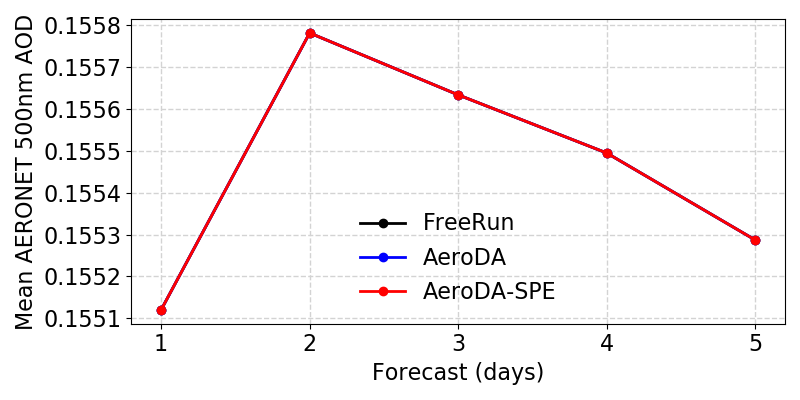 Mean AERONET 500nm AOD
0.1558
0.1557
0.1556
0.1555
0.1554
0.1553
0.1552
0.1551
FreeRun
AeroDA
AeroDA-SPE
1 2 3 4 5
Forecast (days)